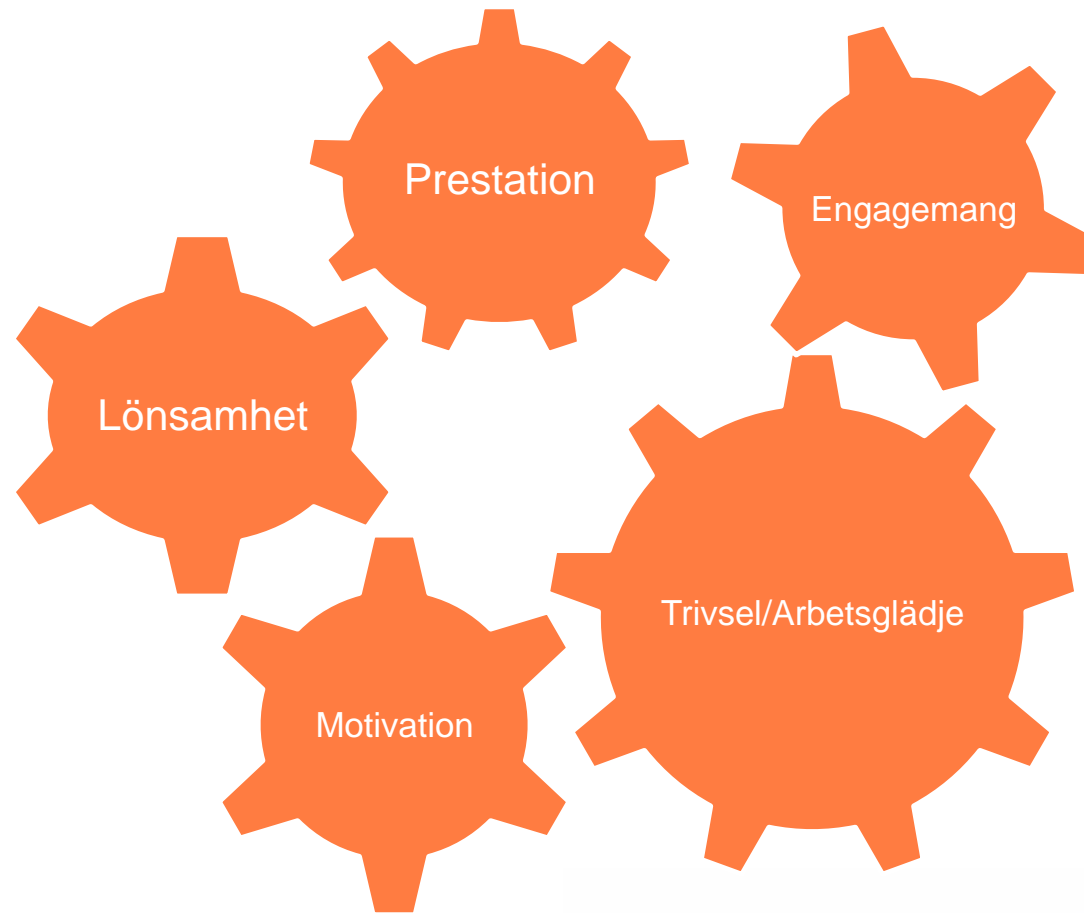 Prestation
Engagemang
Lönsamhet
Trivsel/Arbetsglädje
Motivation